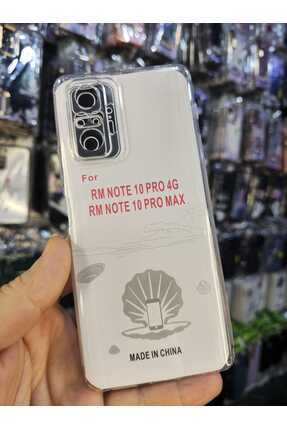 For
RM NOTE 10 PRO 4G
RM NOTE 10 PRO MAX
MADE IN CHINA